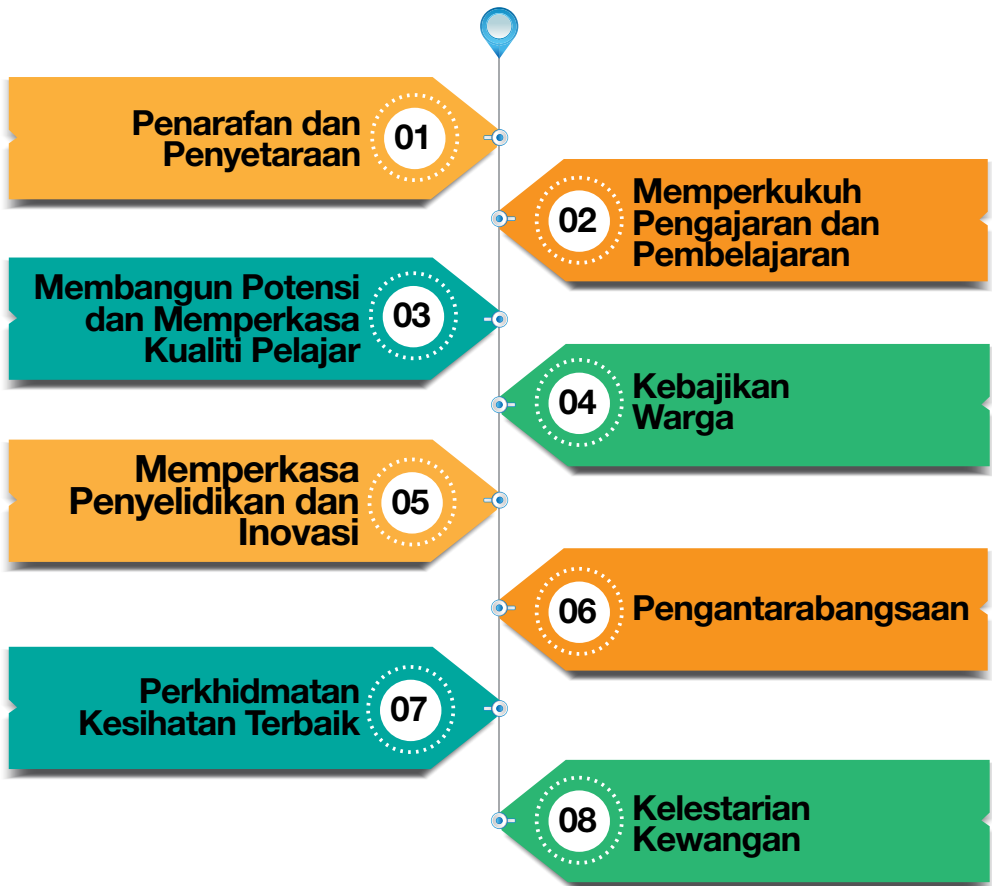 01
Penarafan dan
Penyetaraan
02
Memperkukuh
Pengajaran dan
Pembelajaran
03
Membangun Potensi
dan Memperkasa
Kualiti Pelajar
04
Kebajikan
Warga
05
Memperkasa
Penyelidikan dan
Inovasi
06
Pengantarabangsaan
07
Perkhidmatan
Kesihatan Terbaik
08
Kelestarian
Kewangan